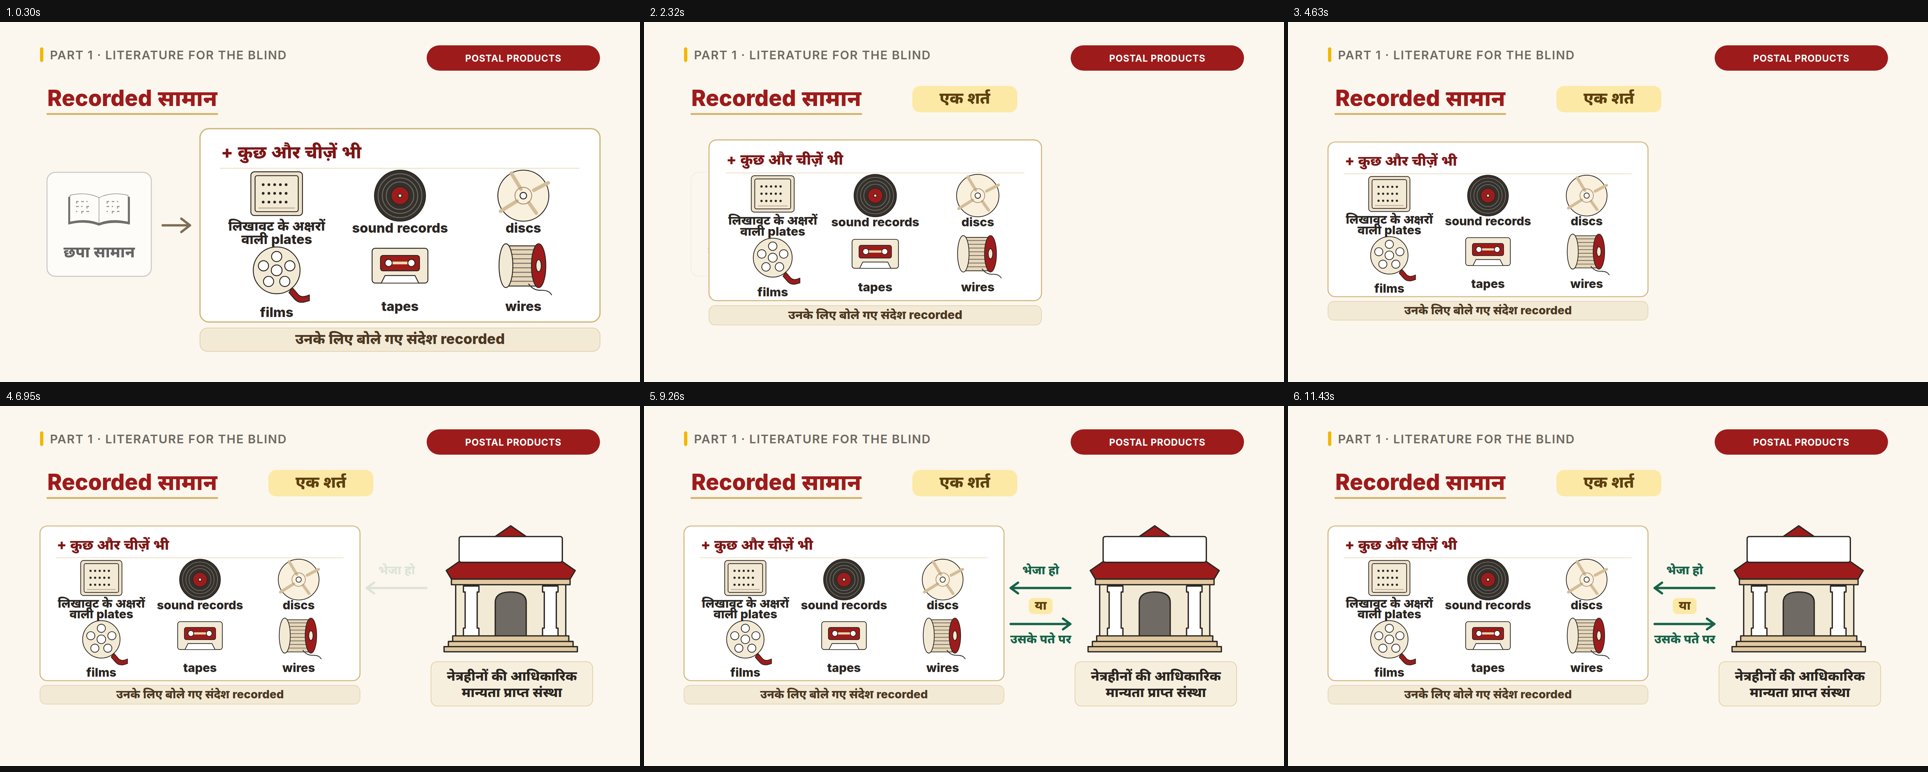 1. 0.30s
PART 1 · LITERATURE FOR THE BLIND
POSTAL PRODUCTS
Recorded सामान
छपा सामान
+ कुछ और चीज़ें भी
लिखावट के अक्षरों
वाली plates
sound records
discs
films
tapes
wires
उनके लिए बोले गए संदेश recorded
2. 2.32s
PART 1 · LITERATURE FOR THE BLIND
POSTAL PRODUCTS
Recorded सामान
एक शर्त
+ कुछ और चीज़ें भी
लिखावट के अक्षरों
वाली plates
sound records
discs
films
tapes
wires
उनके लिए बोले गए संदेश recorded
3. 4.63s
PART 1 · LITERATURE FOR THE BLIND
POSTAL PRODUCTS
Recorded सामान
एक शर्त
+ कुछ और चीज़ें भी
लिखावट के अक्षरों
वाली plates
sound records
discs
films
tapes
wires
उनके लिए बोले गए संदेश recorded
4. 6.95s
PART 1 · LITERATURE FOR THE BLIND
POSTAL PRODUCTS
Recorded सामान
एक शर्त
+ कुछ और चीज़ें भी
लिखावट के अक्षरों
वाली plates
sound records
discs
films
tapes
wires
उनके लिए बोले गए संदेश recorded
भेजा हो
नेत्रहीनों की आधिकारिक
मान्यता प्राप्त संस्था
5. 9.26s
PART 1 · LITERATURE FOR THE BLIND
POSTAL PRODUCTS
Recorded सामान
एक शर्त
+ कुछ और चीज़ें भी
लिखावट के अक्षरों
वाली plates
sound records
discs
films
tapes
wires
उनके लिए बोले गए संदेश recorded
भेजा हो
या
उसके पते पर
नेत्रहीनों की आधिकारिक
मान्यता प्राप्त संस्था
6. 11.43s
PART 1 · LITERATURE FOR THE BLIND
POSTAL PRODUCTS
Recorded सामान
एक शर्त
+ कुछ और चीज़ें भी
लिखावट के अक्षरों
वाली plates
sound records
discs
films
tapes
wires
उनके लिए बोले गए संदेश recorded
भेजा हो
या
उसके पते पर
नेत्रहीनों की आधिकारिक
मान्यता प्राप्त संस्था